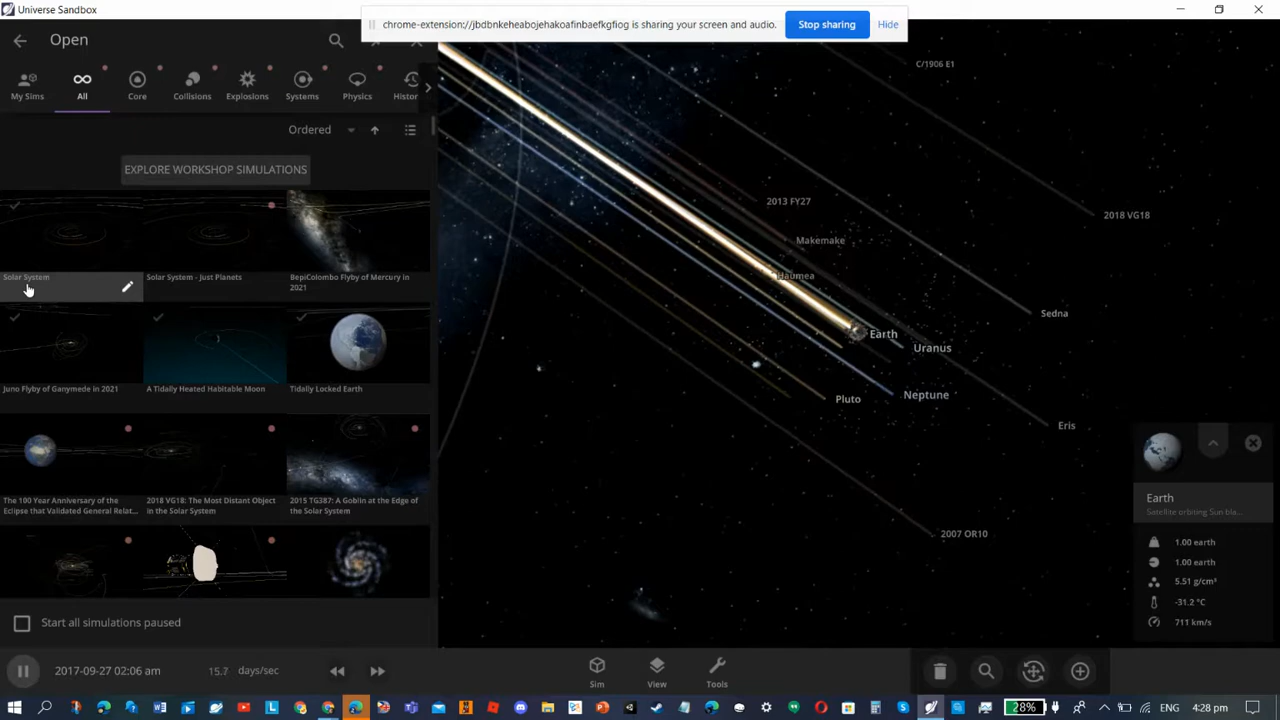 Universe Sandbox
chrome-extension://jbdbnkeheabojehakoafinbaefkgfiog is sharing your screen and audio.
Stop sharing
Hide
Open
My Sims
All
Core
Collisions
Explosions
Systems
Physics
Histor
Ordered
EXPLORE WORKSHOP SIMULATIONS
Solar System
Solar System - Just Planets
BepiColombo Flyby of Mercury in
2021
Juno Flyby of Ganymede in 2021
A Tidally Heated Habitable Moon
Tidally Locked Earth
The 100 Year Anniversary of the
Eclipse that Validated General Relat...
2018 VG18: The Most Distant Object
in the Solar System
2015 TG387: A Goblin at the Edge of
the Solar System
Start all simulations paused
C/1906 E1
2013 FY27
2018 VG18
Makemake
Haumea
Sedna
Earth
Uranus
Neptune
Pluto
Eris
2007 OR10
Earth
Satellite orbiting Sun bla...
1.00 earth
1.00 earth
5.51 g/cm³
-31.2 °C
711 km/s
2017-09-27 02:06 am
15.7 days/sec
Sim
View
Tools
28%
4:28 pm